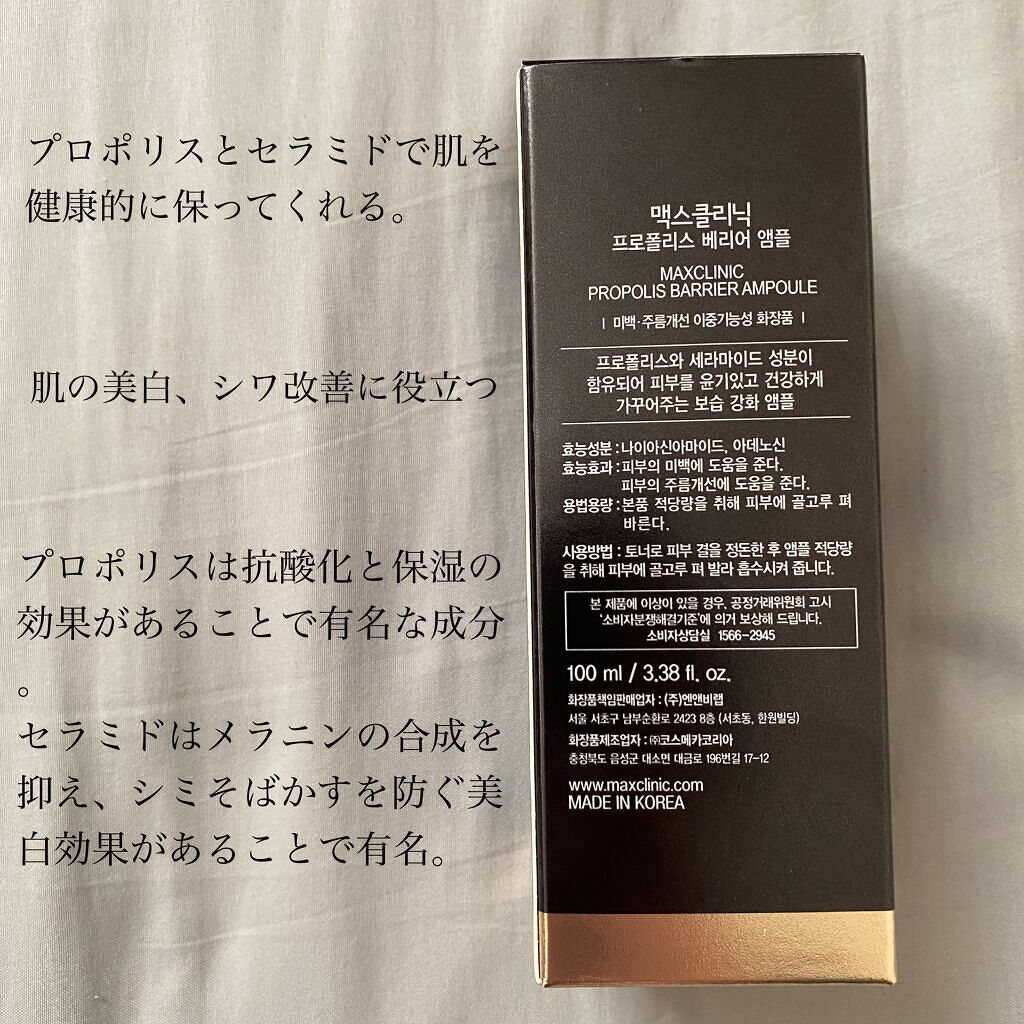 プロポリスとセラミドで肌を
健康的に保ってくれる。
肌の美白、シワ改善に役立つ
プロポリスは抗酸化と保湿の
効果があることで有名な成分
。
セラミドはメラニンの合成を
抑え、シミそばかすを防ぐ美
白効果があることで有名。
맥스클리닉
프로폴리스 베리어 앰플
MAXCLINIC
PROPOLIS BARRIER AMPOULE
| 미백·주름개선 이중기능성 화장품 |
프로폴리스와 세라마이드 성분이
함유되어 피부를 윤기있고 건강하게
가꾸어주는 보습 강화 앰플
효능성분 : 나이아신아마이드, 아데노신
효능효과 : 피부의 미백에 도움을 준다.
피부의 주름개선에 도움을 준다.
용법용량 : 본품 적당량을 취해 피부에 골고루 펴
바른다.
사용방법 : 토너로 피부 결을 정돈한 후 앰플 적당량
을 취해 피부에 골고루 펴 발라 흡수시켜 줍니다.
본 제품에 이상이 있을 경우, 공정거래위원회 고시
'소비자분쟁해결기준'에 의거 보상해 드립니다.
소비자상담실 1566-2945
100 ml / 3.38 fl. oz.
화장품책임판매업자 : (주)엔앤비랩
서울 서초구 남부순환로 2423 8층 (서초동, 한원빌딩)
화장품제조업자 : ㈜코스메카코리아
충청북도 음성군 대소면 대금로 196번길 17-12
www.maxclinic.com
MADE IN KOREA